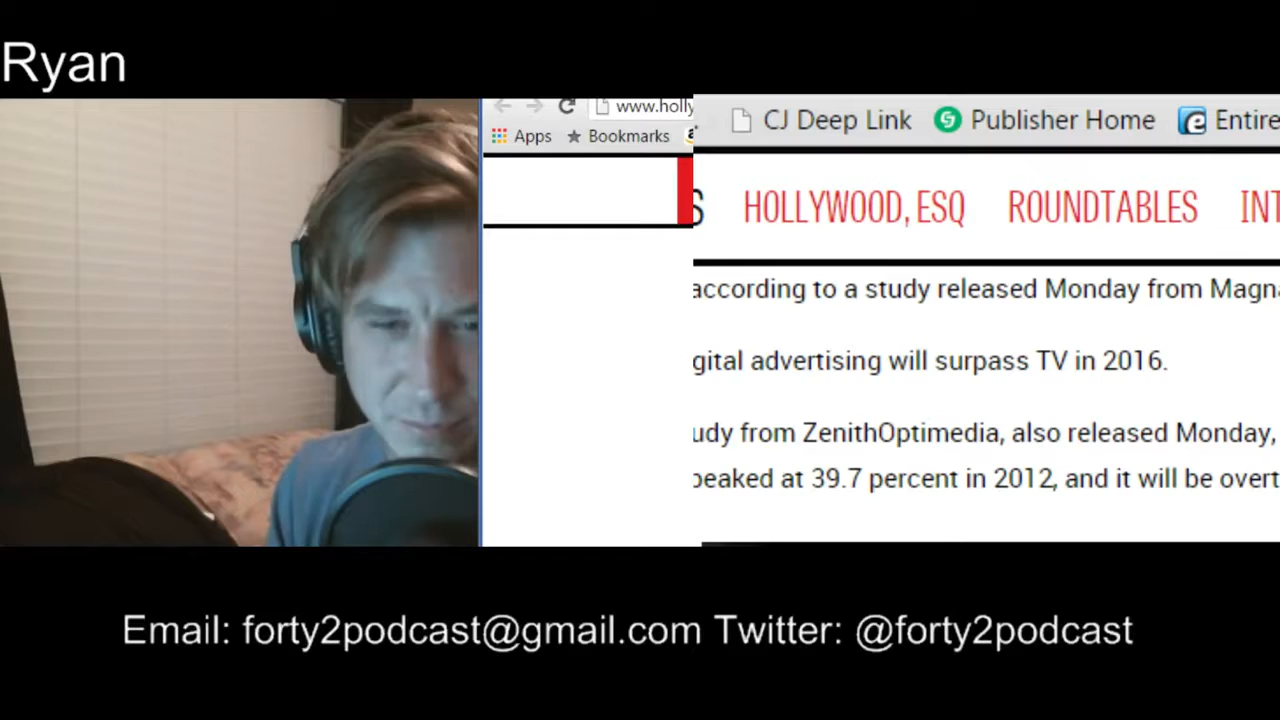 Ryan
www.holly
Apps Bookmarks
CJ Deep Link Publisher Home Entire
S HOLLYWOOD, ESQ ROUNDTABLES INT
according to a study released Monday from Magna
gital advertising will surpass TV in 2016.
udy from ZenithOptimedia, also released Monday,
peaked at 39.7 percent in 2012, and it will be overt
Email: forty2podcast@gmail.com Twitter: @forty2podcast